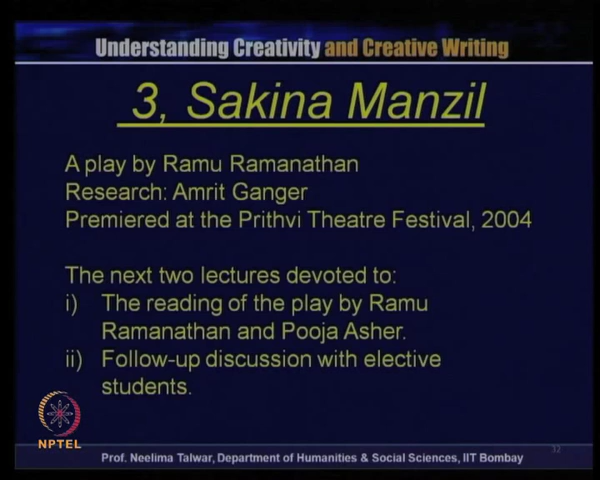 Understanding Creativity and Creative Writing
3, Sakina Manzil
A play by Ramu Ramanathan
Research: Amrit Ganger
Premiered at the Prithvi Theatre Festival, 2004
The next two lectures devoted to:
i) The reading of the play by Ramu
Ramanathan and Pooja Asher.
ii) Follow-up discussion with elective
students.
NPTEL
32
Prof. Neelima Talwar, Department of Humanities & Social Sciences, IIT Bombay